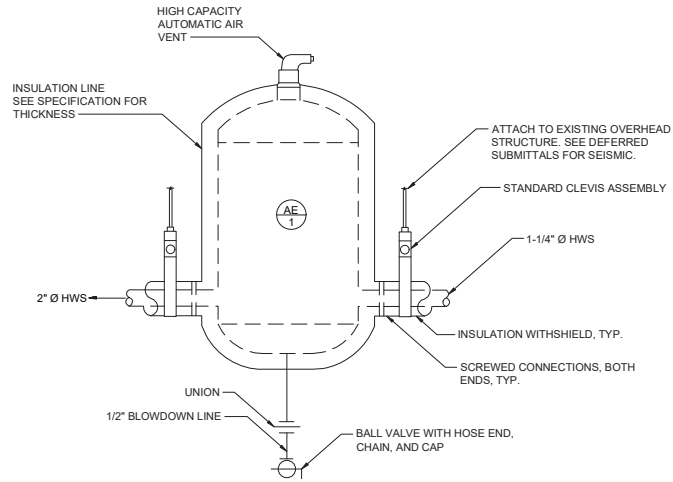 HIGH CAPACITY
AUTOMATIC AIR
VENT
INSULATION LINE
SEE SPECIFICATION FOR
THICKNESS
ATTACH TO EXISTING OVERHEAD
STRUCTURE. SEE DEFERRED
SUBMITTALS FOR SEISMIC.
STANDARD CLEVIS ASSEMBLY
AE
1
1-1/4" Ø HWS
2" Ø HWS
INSULATION WITHSHIELD, TYP.
SCREWED CONNECTIONS, BOTH
ENDS, TYP.
UNION
1/2" BLOWDOWN LINE
BALL VALVE WITH HOSE END,
CHAIN, AND CAP